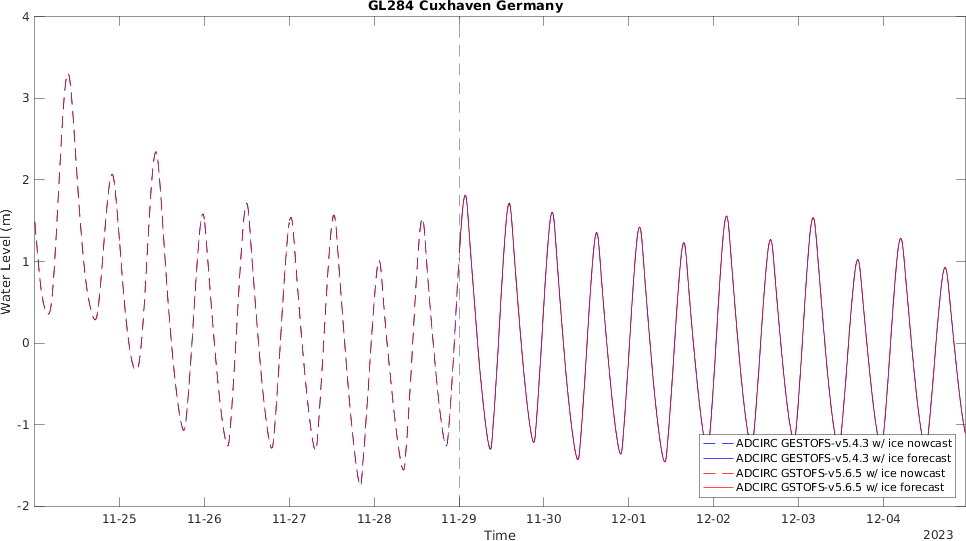 GL284 Cuxhaven Germany
4
3
2
1
0
-1
-2
Water Level (m)
11-25
11-26
11-27
11-28
11-29
11-30
12-01
12-02
12-03
12-04
Time
2023
ADCIRC GESTOFS-v5.4.3 w/ ice nowcast
ADCIRC GESTOFS-v5.4.3 w/ ice forecast
ADCIRC GSTOFS-v5.6.5 w/ ice nowcast
ADCIRC GSTOFS-v5.6.5 w/ ice forecast